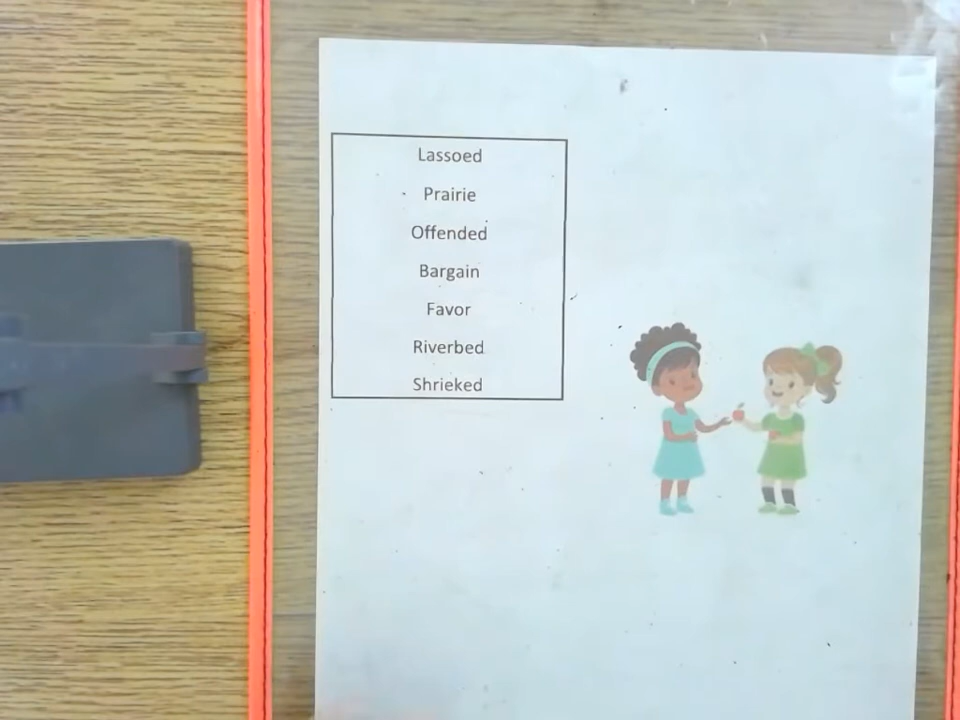 Lassoed
Prairie
Offended
Bargain
Favor
Riverbed
Shrieked